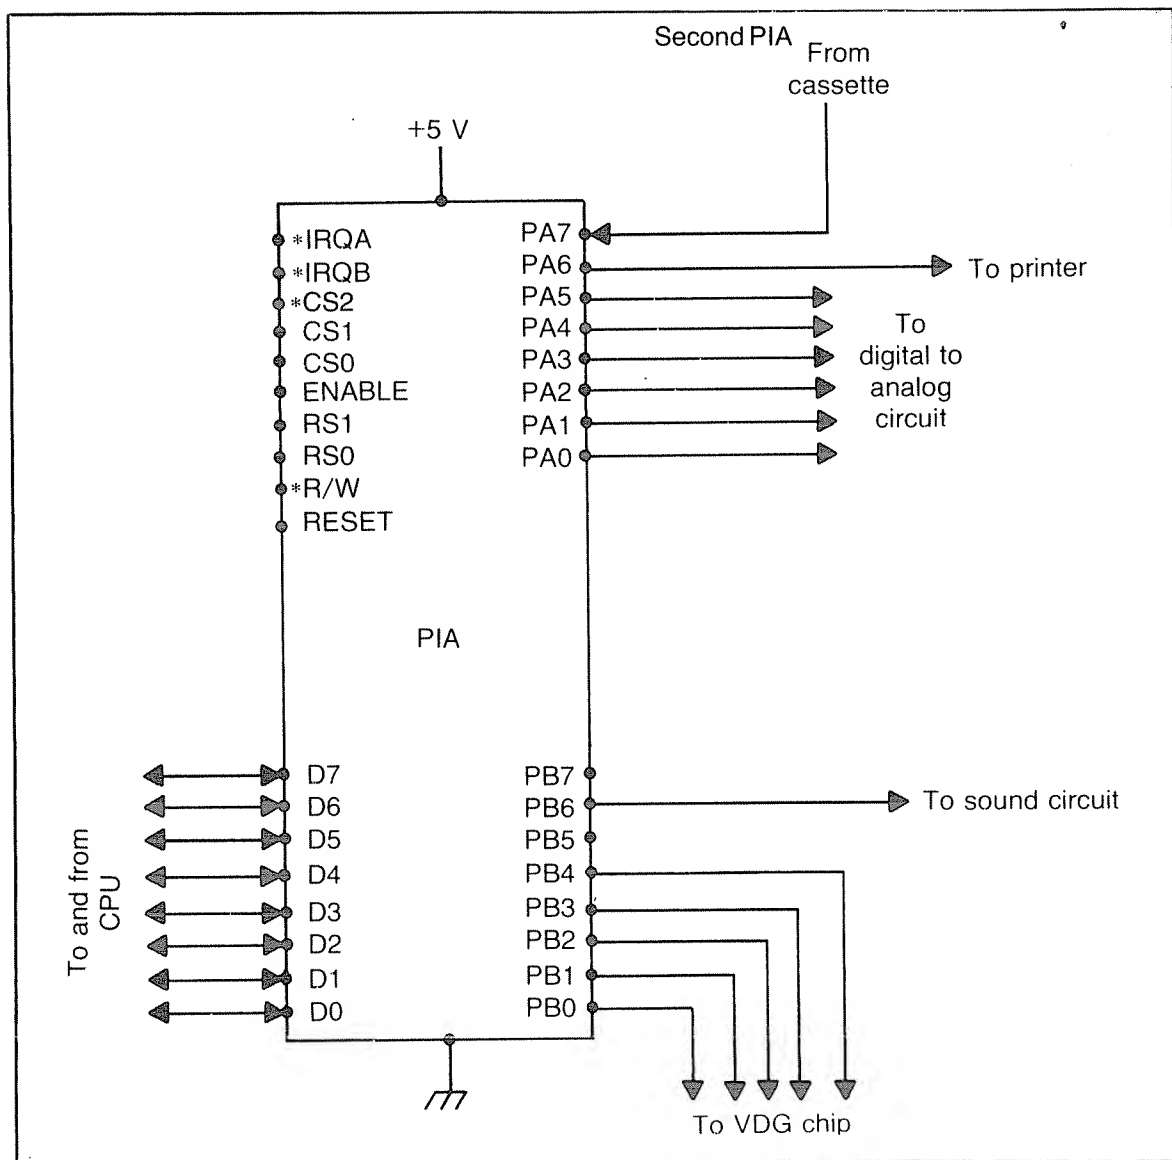 Second PIA
From
cassette
+5 V
*IRQA
*IRQB
*CS2
CS1
CS0
ENABLE
RS1
RS0
*R/W
RESET
PA7
PA6
PA5
PA4
PA3
PA2
PA1
PA0
To printer
To
digital to
analog
circuit
PIA
To and from
CPU
D7
D6
D5
D4
D3
D2
D1
D0
PB7
PB6
PB5
PB4
PB3
PB2
PB1
PB0
To sound circuit
To VDG chip